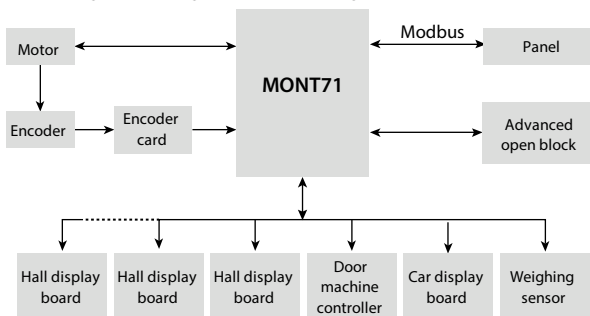 Motor
Modbus
Panel
MONT71
Encoder
Encoder
card
Advanced
open block
Hall display
board
Hall display
board
Hall display
board
Door
machine
controller
Car display
board
Weighing
sensor